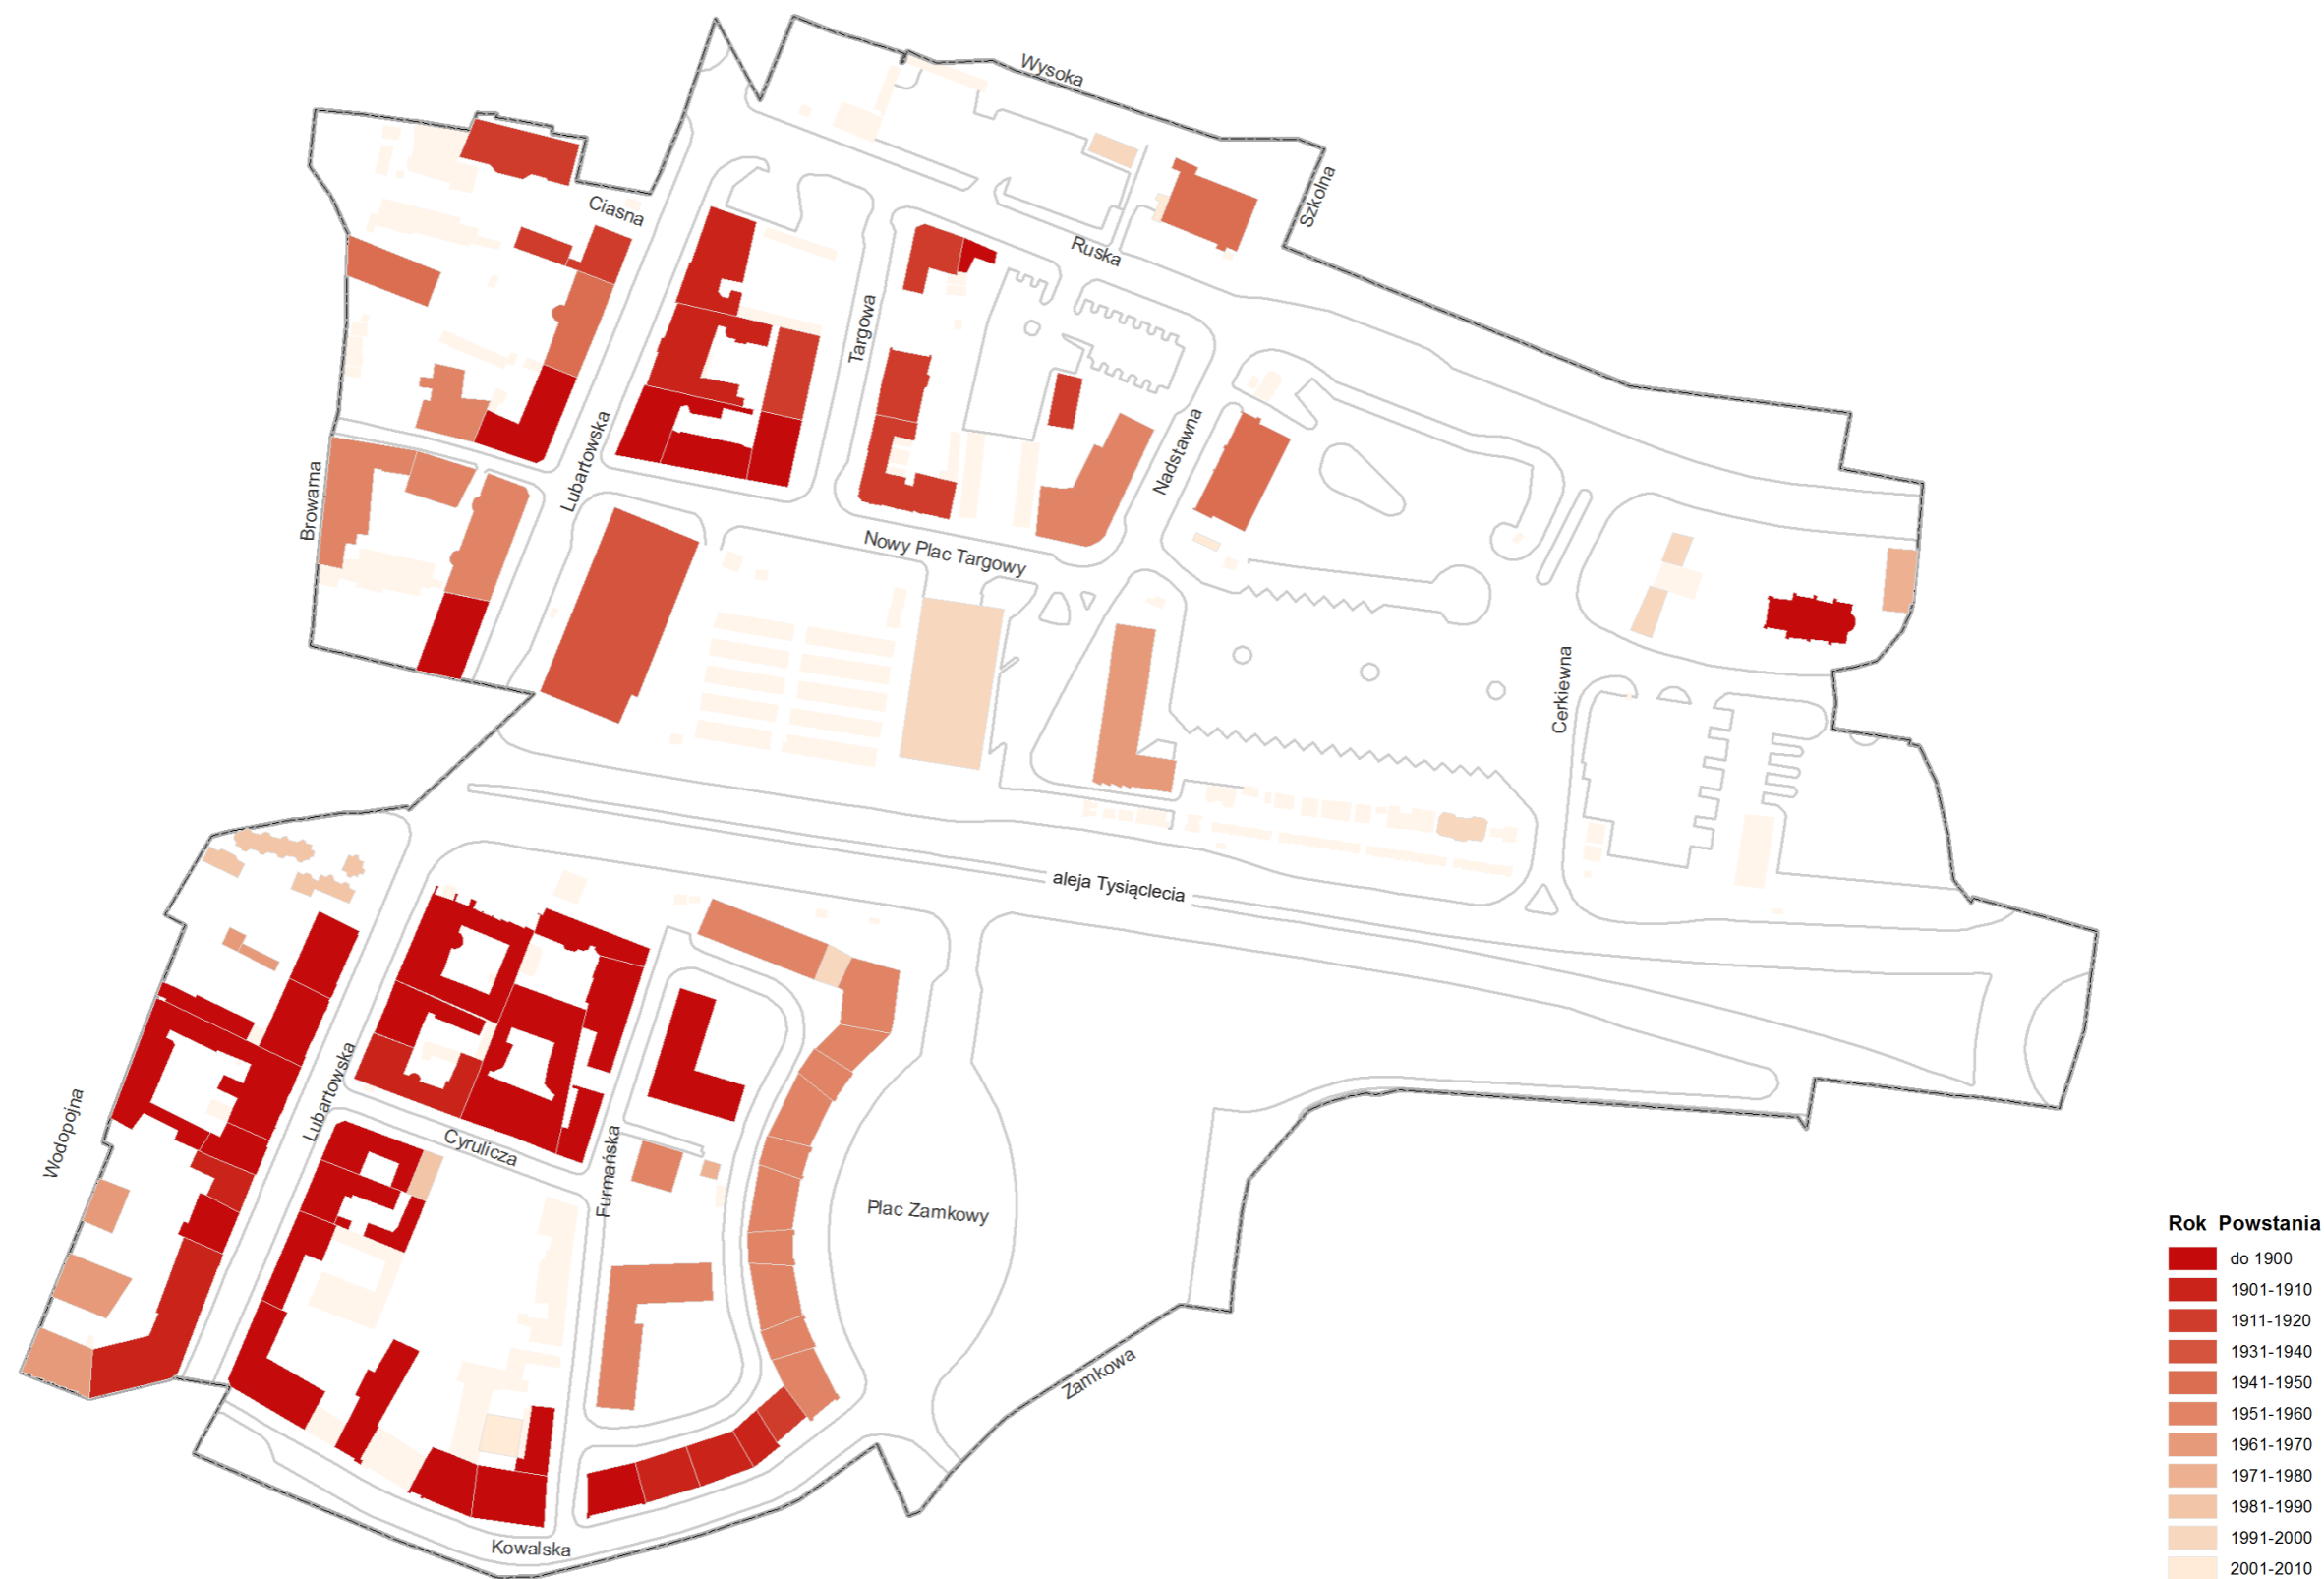 Wysoka
Szkolna
Ciasna
Ruska
Targowa
Lubartowska
Nadstawna
Browarna
Nowy Plac Targowy
Cerkiewna
aleja Tysiąclecia
Lubartowska
Wodopojna
Cyrulicza
Furmańska
Plac Zamkowy
Zamkowa
Kowalska
Rok Powstania
do 1900
1901-1910
1911-1920
1931-1940
1941-1950
1951-1960
1961-1970
1971-1980
1981-1990
1991-2000
2001-2010